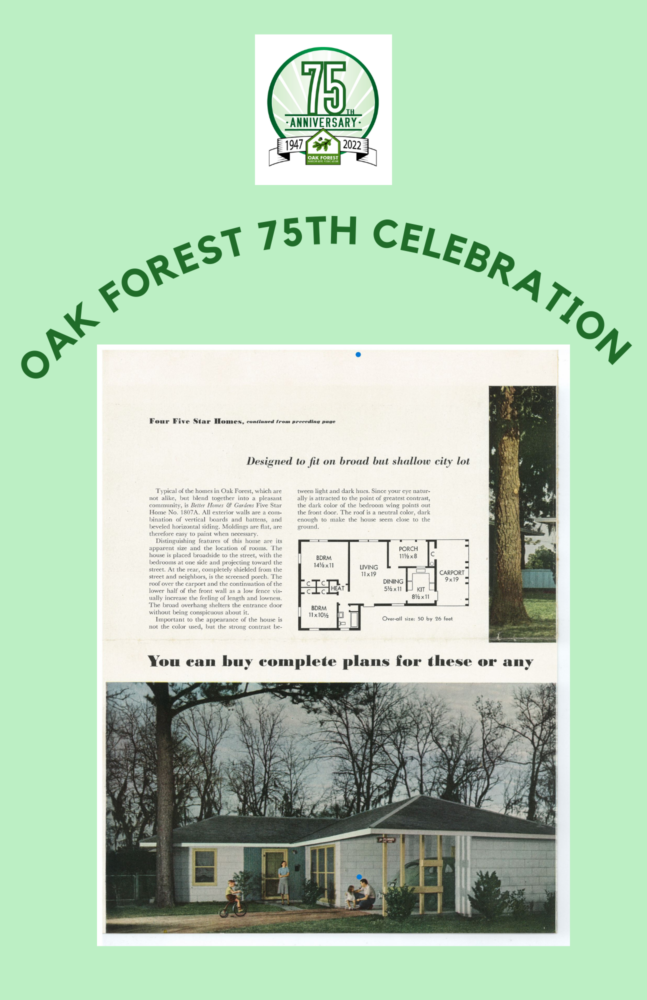 75
TH
·ANNIVERSARY·
1947
2022
OAK FOREST
HOMEOWNERS ASSOCIATION
OAK FOREST 75TH CELEBRATION
Four Five Star Homes, continued from preceding page
Designed to fit on broad but shallow city lot
Typical of the homes in Oak Forest, which are
not alike, but blend together into a pleasant
community, is Better Homes & Gardens Five Star
Home No. 1807A. All exterior walls are a com-
bination of vertical boards and battens, and
beveled horizontal siding. Moldings are flat, are
therefore easy to paint when necessary.
Distinguishing features of this home are its
apparent size and the location of rooms. The
house is placed broadside to the street, with the
bedrooms at one side and projecting toward the
street. At the rear, completely shielded from the
street and neighbors, is the screened porch. The
roof over the carport and the continuation of the
lower half of the front wall as a low fence vis-
ually increase the feeling of length and lowness.
The broad overhang shelters the entrance door
without being conspicuous about it.
Important to the appearance of the house is
not the color used, but the strong contrast be-
tween light and dark hues. Since your eye natur-
ally is attracted to the point of greatest contrast,
the dark color of the bedroom wing points out
the front door. The roof is a neutral color, dark
enough to make the house seem close to the
ground.
BDRM
14½ x 11
LIVING
11 x 19
PORCH
11½ x 8
C
CARPORT
9 x 19
DINING
5½ x 11
KIT
8½ x 11
C
C
HEAT
C
C
BDRM
11 x 10½
Over-all size: 50 by 26 feet
You can buy complete plans for these or any